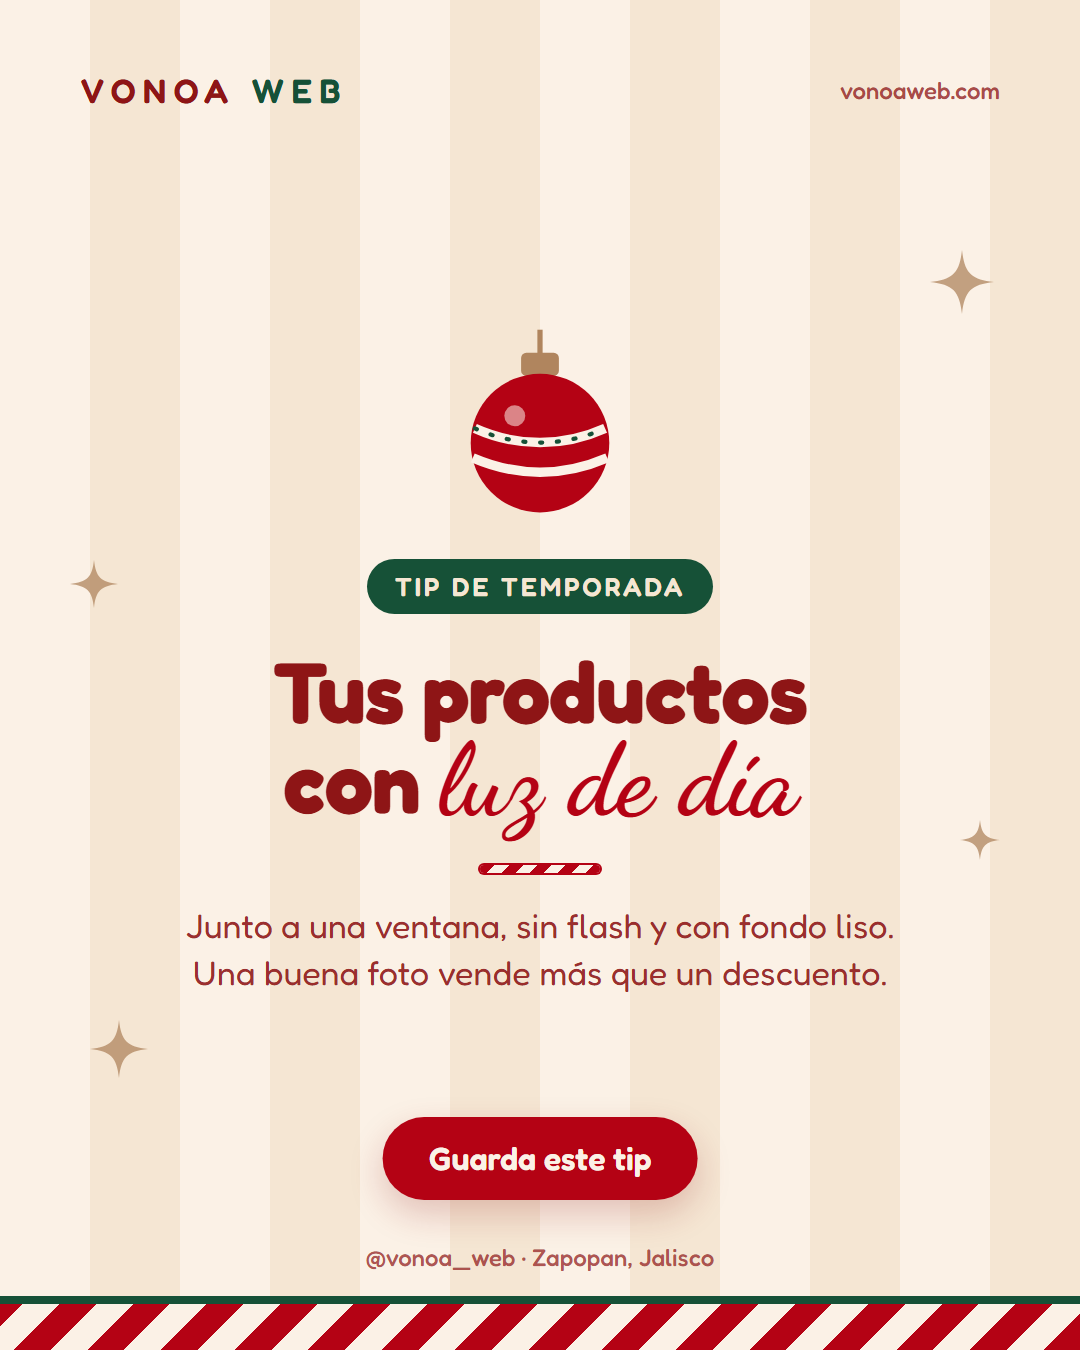 VONOA WEB
vonoaweb.com
TIP DE TEMPORADA
Tus productos
con luz de día
Junto a una ventana, sin flash y con fondo liso.
Una buena foto vende más que un descuento.
Guarda este tip
@vonoa__web · Zapopan, Jalisco